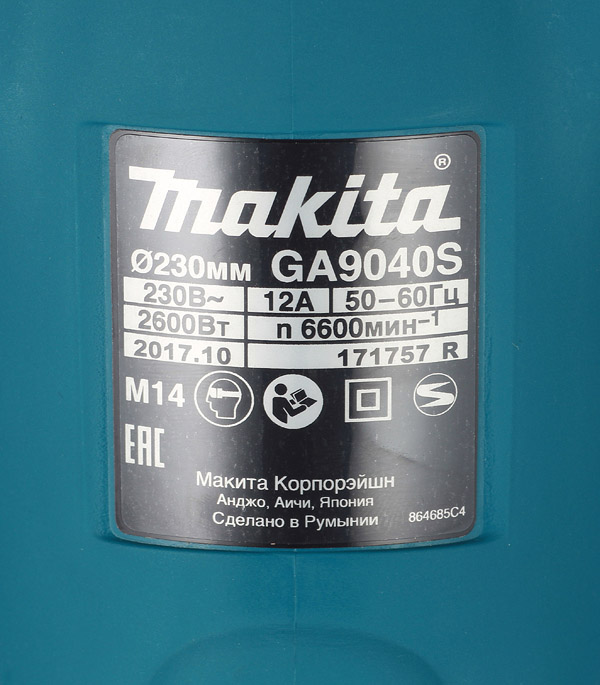 makita®
Ø230мм GA9040S
230В~ 12А 50–60Гц
2600Вт n 6600мин⁻¹
2017.10 171757 R
M14
EAC
Макита Корпорэйшн
Анджо, Аичи, Япония
Сделано в Румынии 864685C4